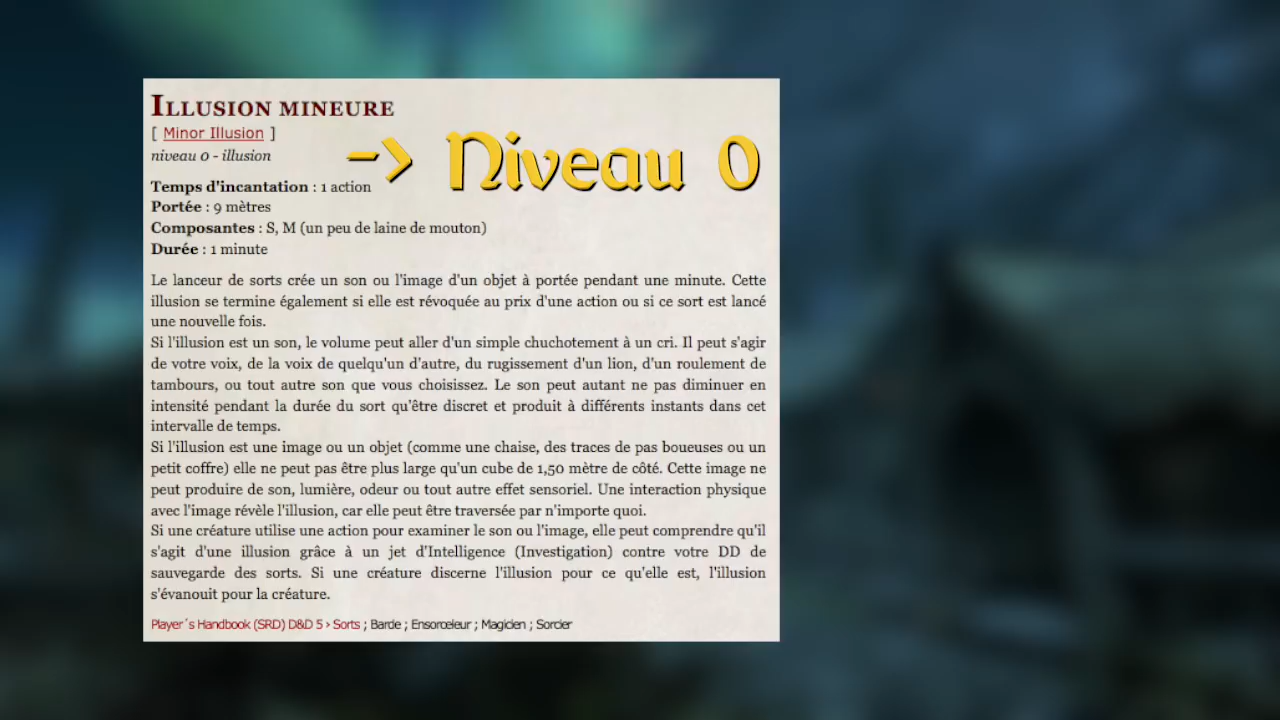 Illusion mineure
[ Minor Illusion ]
niveau 0 - illusion
-> Niveau 0
Temps d'incantation : 1 action
Portée : 9 mètres
Composantes : S, M (un peu de laine de mouton)
Durée : 1 minute
Le lanceur de sorts crée un son ou l'image d'un objet à portée pendant une minute. Cette
illusion se termine également si elle est révoquée au prix d'une action ou si ce sort est lancé
une nouvelle fois.
Si l'illusion est un son, le volume peut aller d'un simple chuchotement à un cri. Il peut s'agir
de votre voix, de la voix de quelqu'un d'autre, du rugissement d'un lion, d'un roulement de
tambours, ou tout autre son que vous choisissez. Le son peut autant ne pas diminuer en
intensité pendant la durée du sort qu'être discret et produit à différents instants dans cet
intervalle de temps.
Si l'illusion est une image ou un objet (comme une chaise, des traces de pas boueuses ou un
petit coffre) elle ne peut pas être plus large qu'un cube de 1,50 mètre de côté. Cette image ne
peut produire de son, lumière, odeur ou tout autre effet sensoriel. Une interaction physique
avec l'image révèle l'illusion, car elle peut être traversée par n'importe quoi.
Si une créature utilise une action pour examiner le son ou l'image, elle peut comprendre qu'il
s'agit d'une illusion grâce à un jet d'Intelligence (Investigation) contre votre DD de
sauvegarde des sorts. Si une créature discerne l'illusion pour ce qu'elle est, l'illusion
s'évanouit pour la créature.
Player´s Handbook (SRD) D&D 5 › Sorts ; Barde ; Ensorceleur ; Magicien ; Sorcier